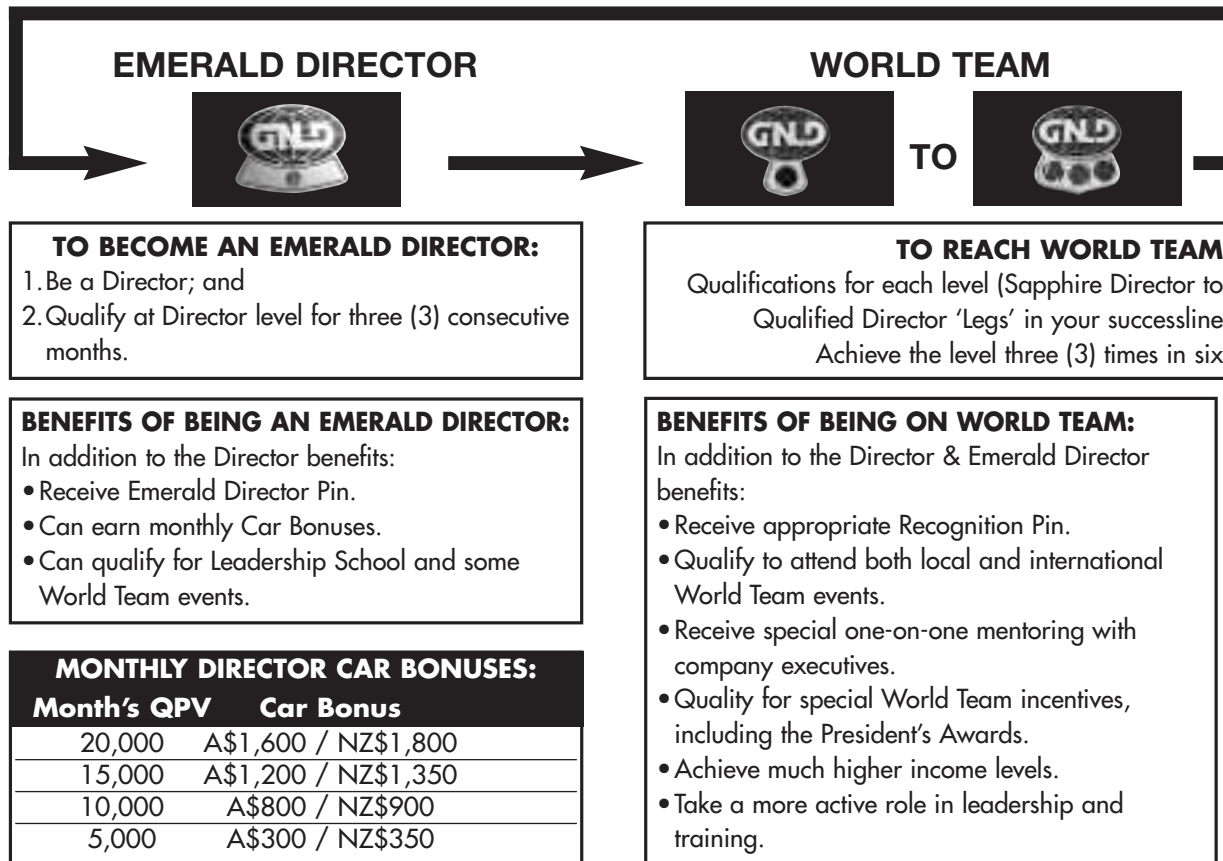 EMERALD DIRECTOR
GNLD
TO BECOME AN EMERALD DIRECTOR:
1.Be a Director; and
2.Qualify at Director level for three (3) consecutive
months.
BENEFITS OF BEING AN EMERALD DIRECTOR:
In addition to the Director benefits:
•Receive Emerald Director Pin.
•Can earn monthly Car Bonuses.
•Can qualify for Leadership School and some
World Team events.
MONTHLY DIRECTOR CAR BONUSES:
Month's QPV Car Bonus
20,000 A$1,600 / NZ$1,800
15,000 A$1,200 / NZ$1,350
10,000 A$800 / NZ$900
5,000 A$300 / NZ$350
WORLD TEAM
GNLD TO GNLD
TO REACH WORLD TEAM
Qualifications for each level (Sapphire Director to
Qualified Director ‘Legs’ in your successline
Achieve the level three (3) times in six
BENEFITS OF BEING ON WORLD TEAM:
In addition to the Director & Emerald Director
benefits:
•Receive appropriate Recognition Pin.
•Qualify to attend both local and international
World Team events.
•Receive special one-on-one mentoring with
company executives.
•Quality for special World Team incentives,
including the President's Awards.
•Achieve much higher income levels.
•Take a more active role in leadership and
training.